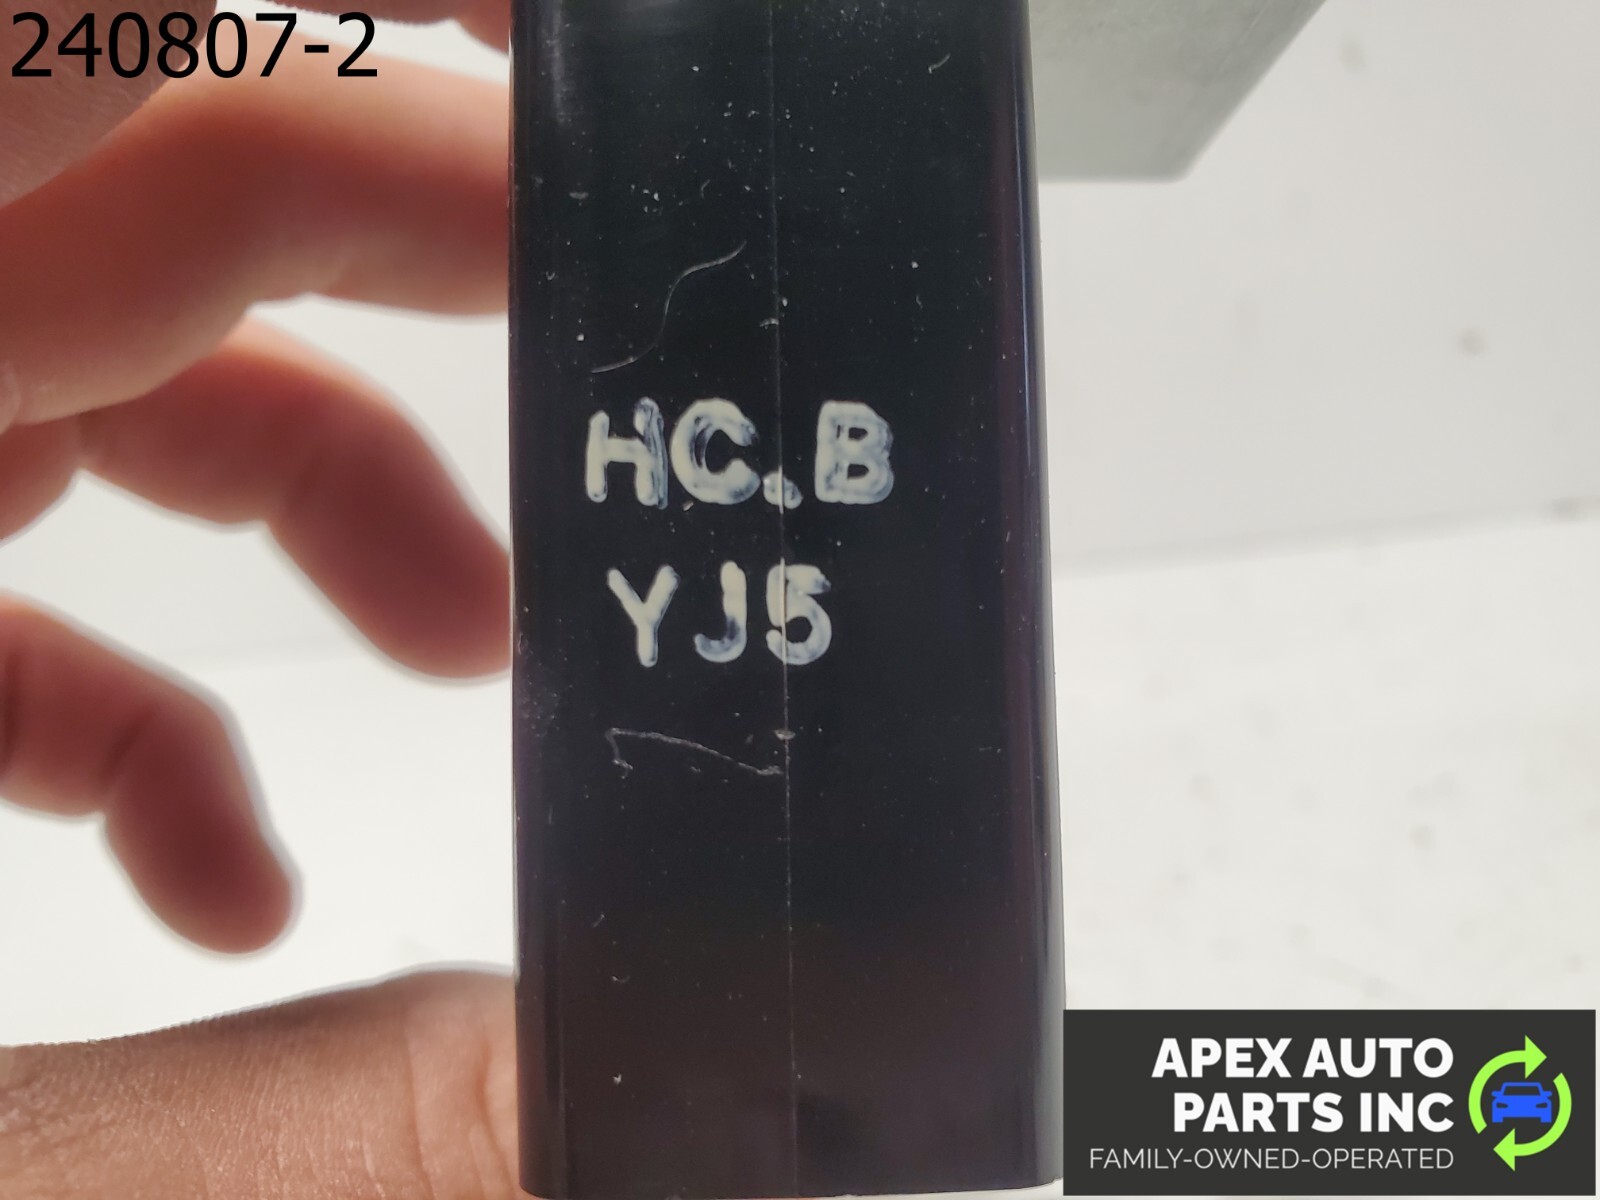 240807-2
HC.B
YJ5
APEX AUTO
PARTS INC
FAMILY-OWNED-OPERATED